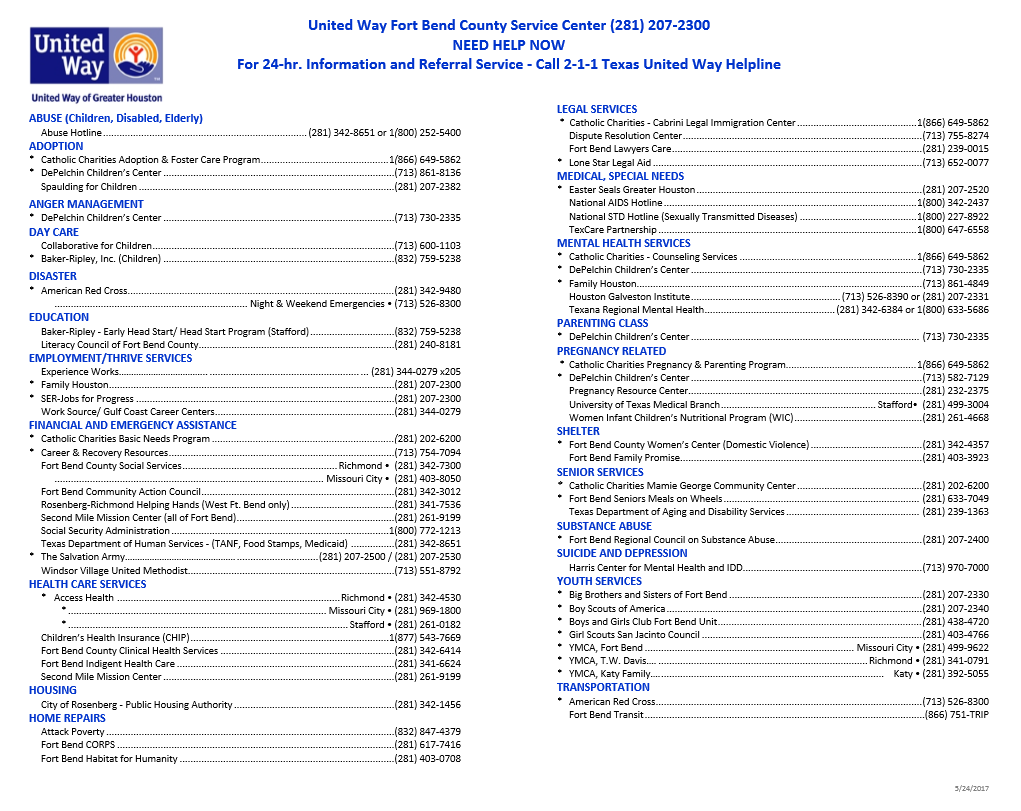 United Way Fort Bend County Service Center (281) 207-2300
NEED HELP NOW
For 24-hr. Information and Referral Service - Call 2-1-1 Texas United Way Helpline
United
Way
United Way of Greater Houston
ABUSE (Children, Disabled, Elderly)
Abuse Hotline (281) 342-8651 or 1/800) 252-5400
ADOPTION
* Catholic Charities Adoption & Foster Care Program 1/866) 649-5862
* DePelchin Children's Center (713) 861-8136
Spaulding for Children (281) 207-2382
ANGER MANAGEMENT
* DePelchin Children's Center (713) 730-2335
DAY CARE
Collaborative for Children (713) 600-1103
* Baker-Ripley, Inc. (Children) (832) 759-5238
DISASTER
* American Red Cross (281) 342-9480
Night & Weekend Emergencies • (713) 526-8300
EDUCATION
Baker-Ripley - Early Head Start/ Head Start Program (Stafford) (832) 759-5238
Literacy Council of Fort Bend County (281) 240-8181
EMPLOYMENT/THRIVE SERVICES
Experience Works (281) 344-0279 x205
* Family Houston (281) 207-2300
* SER-Jobs for Progress (281) 207-2300
Work Source/ Gulf Coast Career Centers (281) 344-0279
FINANCIAL AND EMERGENCY ASSISTANCE
* Catholic Charities Basic Needs Program (281) 202-6200
* Career & Recovery Resources (713) 754-7094
Fort Bend County Social Services Richmond • (281) 342-7300
Missouri City • (281) 403-8050
Fort Bend Community Action Council (281) 342-3012
Rosenberg-Richmond Helping Hands (West Ft. Bend only) (281) 341-7536
Second Mile Mission Center (all of Fort Bend) (281) 261-9199
Social Security Administration 1(800) 772-1213
Texas Department of Human Services - (TANF, Food Stamps, Medicaid) (281) 342-8651
* The Salvation Army (281) 207-2500 / (281) 207-2530
Windsor Village United Methodist (713) 551-8792
HEALTH CARE SERVICES
* Access Health Richmond • (281) 342-4530
* Missouri City • (281) 969-1800
* Stafford • (281) 261-0182
Children's Health Insurance (CHIP) 1(877) 543-7669
Fort Bend County Clinical Health Services (281) 342-6414
Fort Bend Indigent Health Care (281) 341-6624
Second Mile Mission Center (281) 261-9199
HOUSING
City of Rosenberg - Public Housing Authority (281) 342-1456
HOME REPAIRS
Attack Poverty (832) 847-4379
Fort Bend CORPS (281) 617-7416
Fort Bend Habitat for Humanity (281) 403-0708
LEGAL SERVICES
* Catholic Charities - Cabrini Legal Immigration Center 1(866) 649-5862
Dispute Resolution Center (713) 755-8274
Fort Bend Lawyers Care (281) 239-0015
* Lone Star Legal Aid (713) 652-0077
MEDICAL, SPECIAL NEEDS
* Easter Seals Greater Houston (281) 207-2520
National AIDS Hotline 1(800) 342-2437
National STD Hotline (Sexually Transmitted Diseases) 1(800) 227-8922
TexCare Partnership 1(800) 647-6558
MENTAL HEALTH SERVICES
* Catholic Charities - Counseling Services 1/866) 649-5862
* DePelchin Children's Center (713) 730-2335
* Family Houston (713) 861-4849
Houston Galveston Institute (713) 526-8390 or (281) 207-2331
Texana Regional Mental Health (281) 342-6384 or 1(800) 633-5686
PARENTING CLASS
* DePelchin Children's Center (713) 730-2335
PREGNANCY RELATED
* Catholic Charities Pregnancy & Parenting Program 1/866) 649-5862
* DePelchin Children's Center (713) 582-7129
Pregnancy Resource Center (281) 232-2375
University of Texas Medical Branch Stafford• (281) 499-3004
Women Infant Children's Nutritional Program (WIC) (281) 261-4668
SHELTER
* Fort Bend County Women's Center (Domestic Violence) (281) 342-4357
Fort Bend Family Promise (281) 403-3923
SENIOR SERVICES
* Catholic Charities Mamie George Community Center (281) 202-6200
* Fort Bend Seniors Meals on Wheels (281) 633-7049
Texas Department of Aging and Disability Services (281) 239-1363
SUBSTANCE ABUSE
* Fort Bend Regional Council on Substance Abuse (281) 207-2400
SUICIDE AND DEPRESSION
Harris Center for Mental Health and IDD (713) 970-7000
YOUTH SERVICES
* Big Brothers and Sisters of Fort Bend (281) 207-2330
* Boy Scouts of America (281) 207-2340
* Boys and Girls Club Fort Bend Unit (281) 438-4720
* Girl Scouts San Jacinto Council (281) 403-4766
* YMCA, Fort Bend Missouri City • (281) 499-9622
* YMCA, T.W. Davis Richmond • (281) 341-0791
* YMCA, Katy Family Katy • (281) 392-5055
TRANSPORTATION
* American Red Cross (713) 526-8300
Fort Bend Transit (866) 751-TRIP
5/24/2017